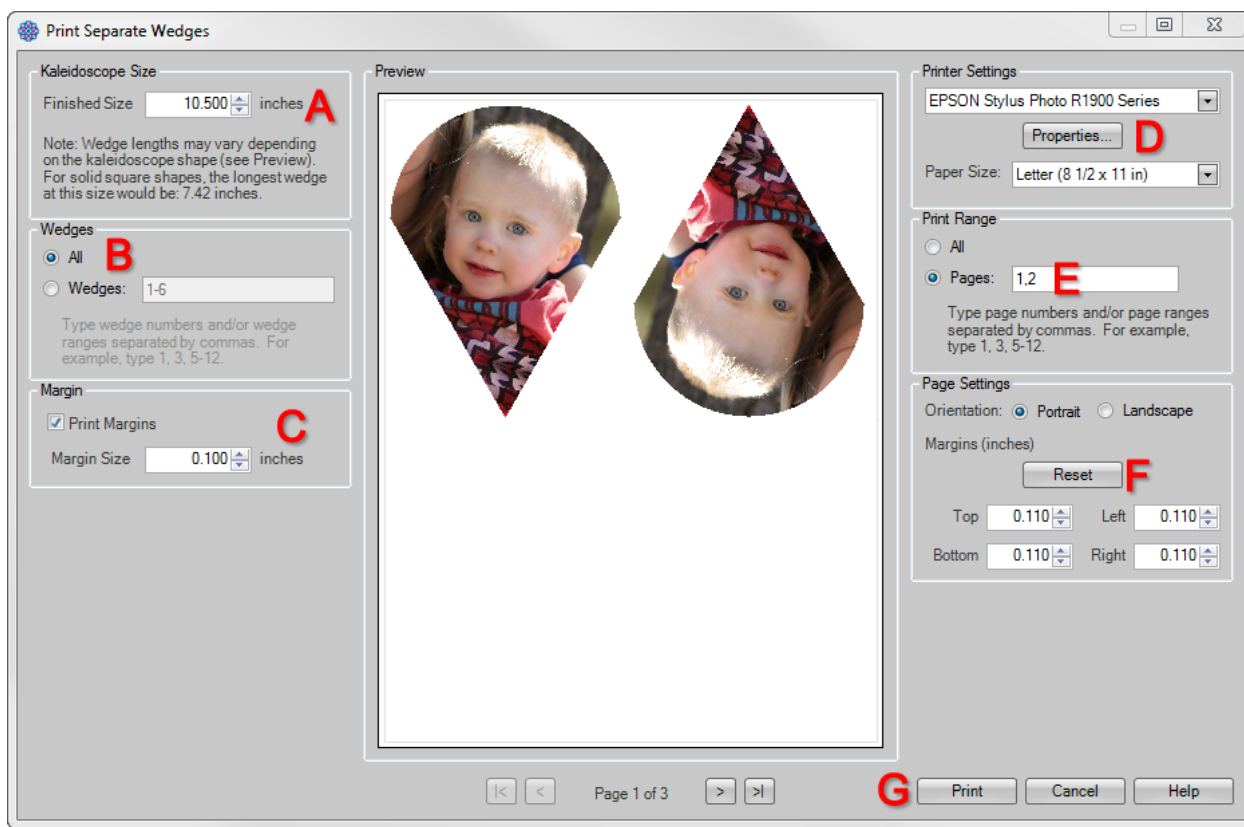 Print Separate Wedges
Kaleidoscope Size
Finished Size 10.500 inches A
Note: Wedge lengths may vary depending
on the kaleidoscope shape (see Preview).
For solid square shapes, the longest wedge
at this size would be: 7.42 inches.
Wedges
All B
Wedges: 1-6
Type wedge numbers and/or wedge
ranges separated by commas. For
example, type 1, 3, 5-12.
Margin
Print Margins C
Margin Size 0.100 inches
Preview
|< < Page 1 of 3 > >|
Printer Settings
EPSON Stylus Photo R1900 Series
Properties... D
Paper Size: Letter (8 1/2 x 11 in)
Print Range
All
Pages: 1,2 E
Type page numbers and/or page ranges
separated by commas. For example,
type 1, 3, 5-12.
Page Settings
Orientation: Portrait Landscape
Margins (inches)
Reset F
Top 0.110 Left 0.110
Bottom 0.110 Right 0.110
G Print Cancel Help